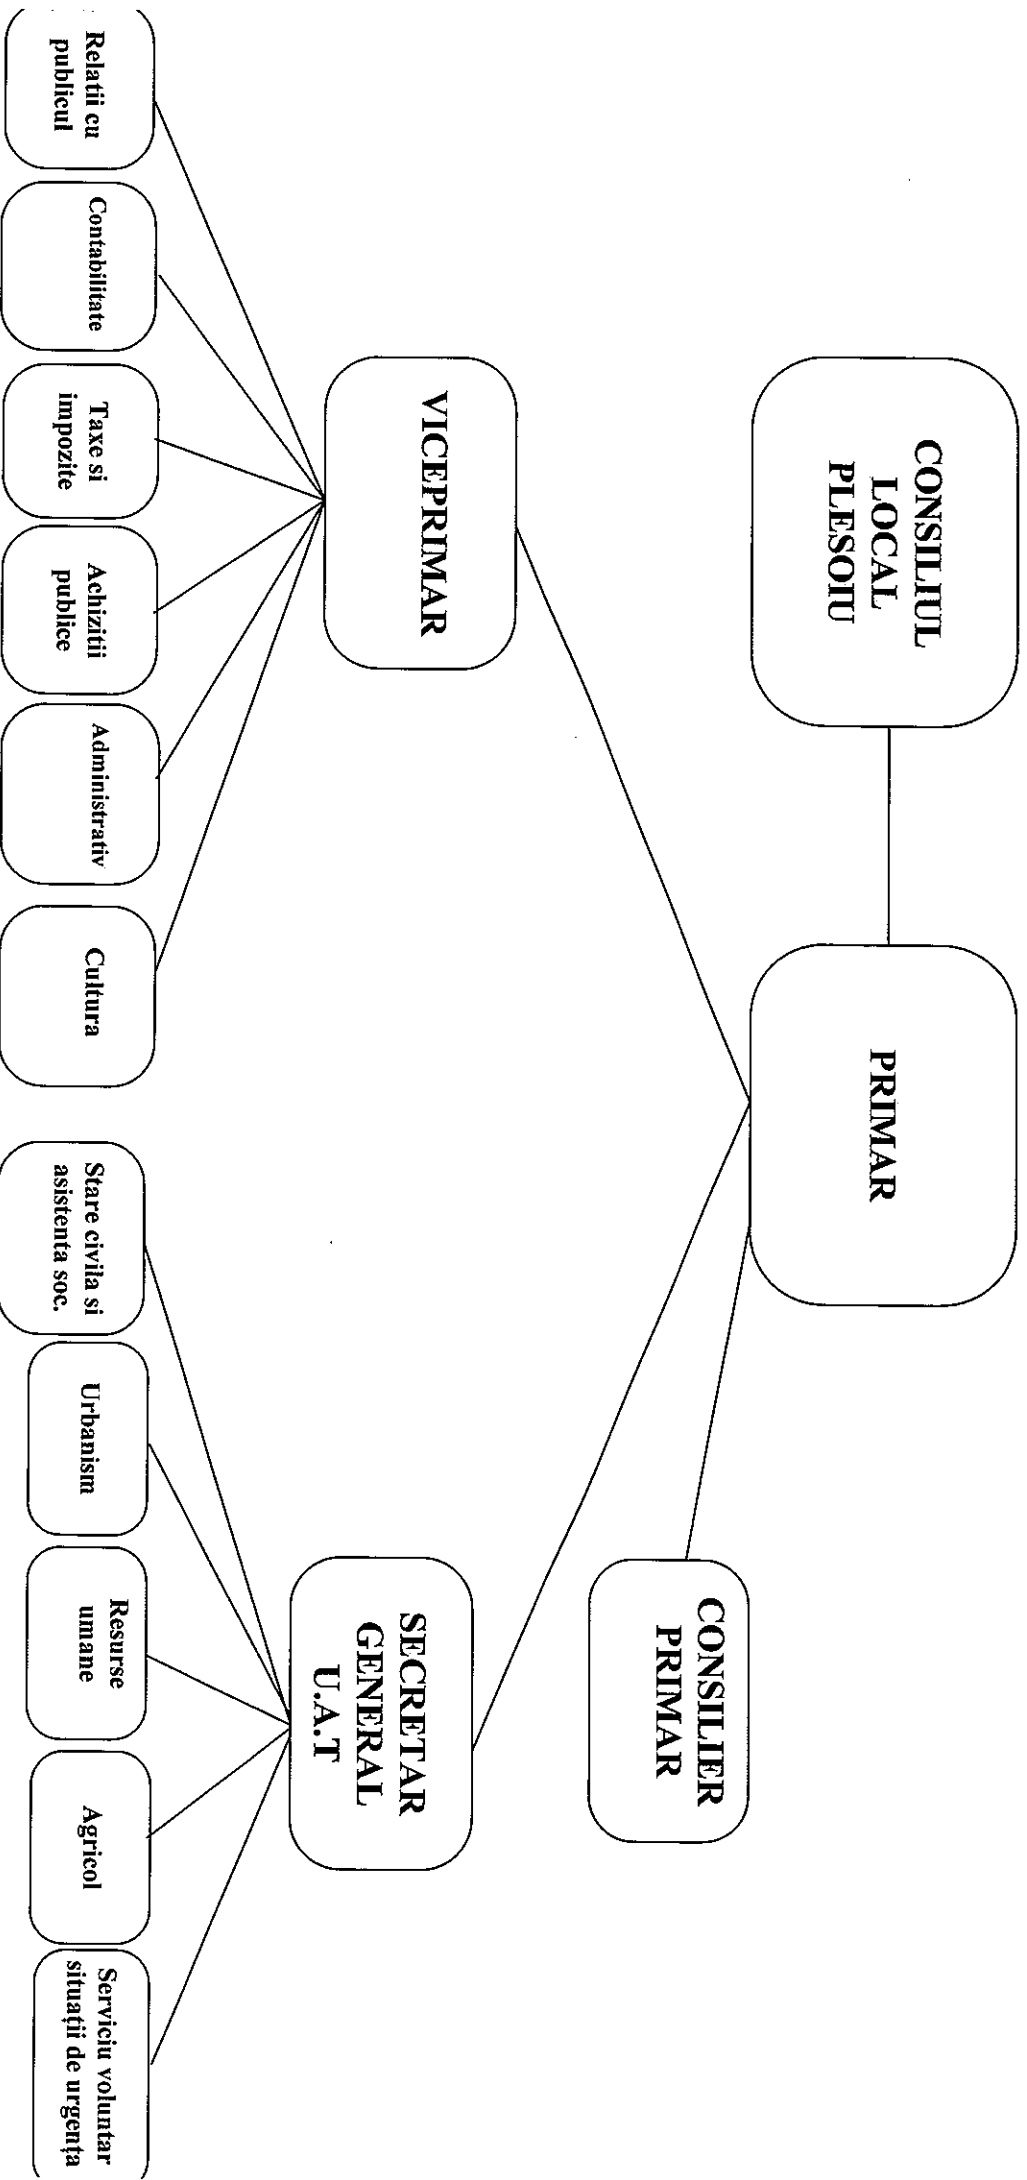 CONSILIUL
LOCAL
PLESOIU
PRIMAR
CONSILIER
PRIMAR
VICEPRIMAR
SECRETAR
GENERAL
U.A.T
Relatii cu
publicul
Contabilitate
Taxe si
impozite
Achizitii
publice
Administrativ
Cultura
Stare civila si
asistenta soc.
Urbanism
Resurse
umane
Agricol
Serviciu voluntar
situații de urgența